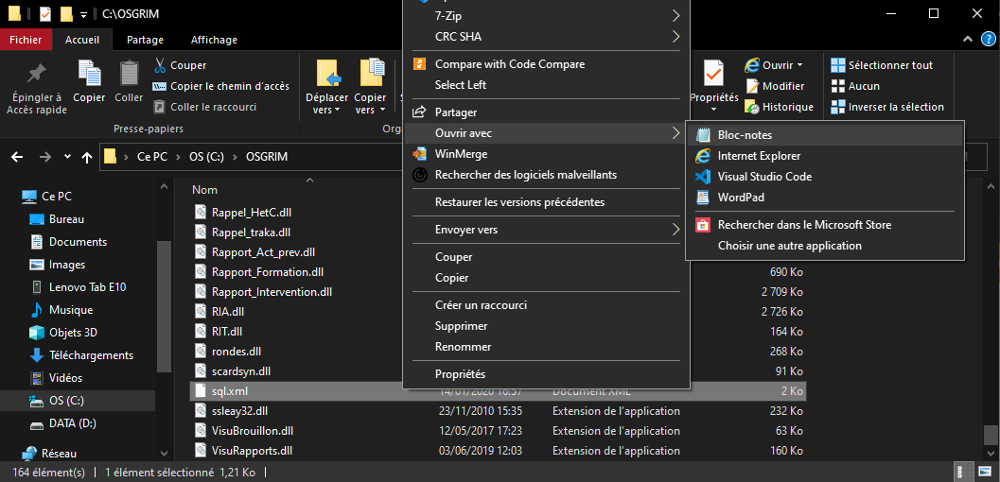 C:\OSGRIM
Fichier Accueil Partage Affichage
Épingler à Accès rapide
Copier
Coller
Couper
Copier le chemin d'accès
Coller le raccourci
Presse-papiers
Déplacer vers
Copier vers
Propriétés
Ouvrir
Modifier
Historique
Sélectionner tout
Aucun
Inverser la sélection
Ce PC > OS (C:) > OSGRIM
Ce PC
Bureau
Documents
Images
Lenovo Tab E10
Musique
Objets 3D
Téléchargements
Vidéos
OS (C:)
DATA (D:)
Réseau
Nom
Rappel_HetC.dll
Rappel_traka.dll
Rapport_Act_prev.dll
Rapport_Formation.dll 690 Ko
Rapport_Intervention.dll 2 709 Ko
RIA.dll 2 726 Ko
RIT.dll 164 Ko
rondes.dll 268 Ko
scardsyn.dll 91 Ko
sql.xml 14/01/2020 16:57 Document XML 2 Ko
ssleay32.dll 23/11/2010 15:35 Extension de l'application 232 Ko
VisuBrouillon.dll 12/05/2017 17:23 Extension de l'application 63 Ko
VisuRapports.dll 03/06/2019 12:03 Extension de l'application 160 Ko
7-Zip
CRC SHA
Compare with Code Compare
Select Left
Partager
Ouvrir avec
WinMerge
Rechercher des logiciels malveillants
Restaurer les versions précédentes
Envoyer vers
Couper
Copier
Créer un raccourci
Supprimer
Renommer
Propriétés
Bloc-notes
Internet Explorer
Visual Studio Code
WordPad
Rechercher dans le Microsoft Store
Choisir une autre application
164 élément(s) 1 élément sélectionné 1,21 Ko